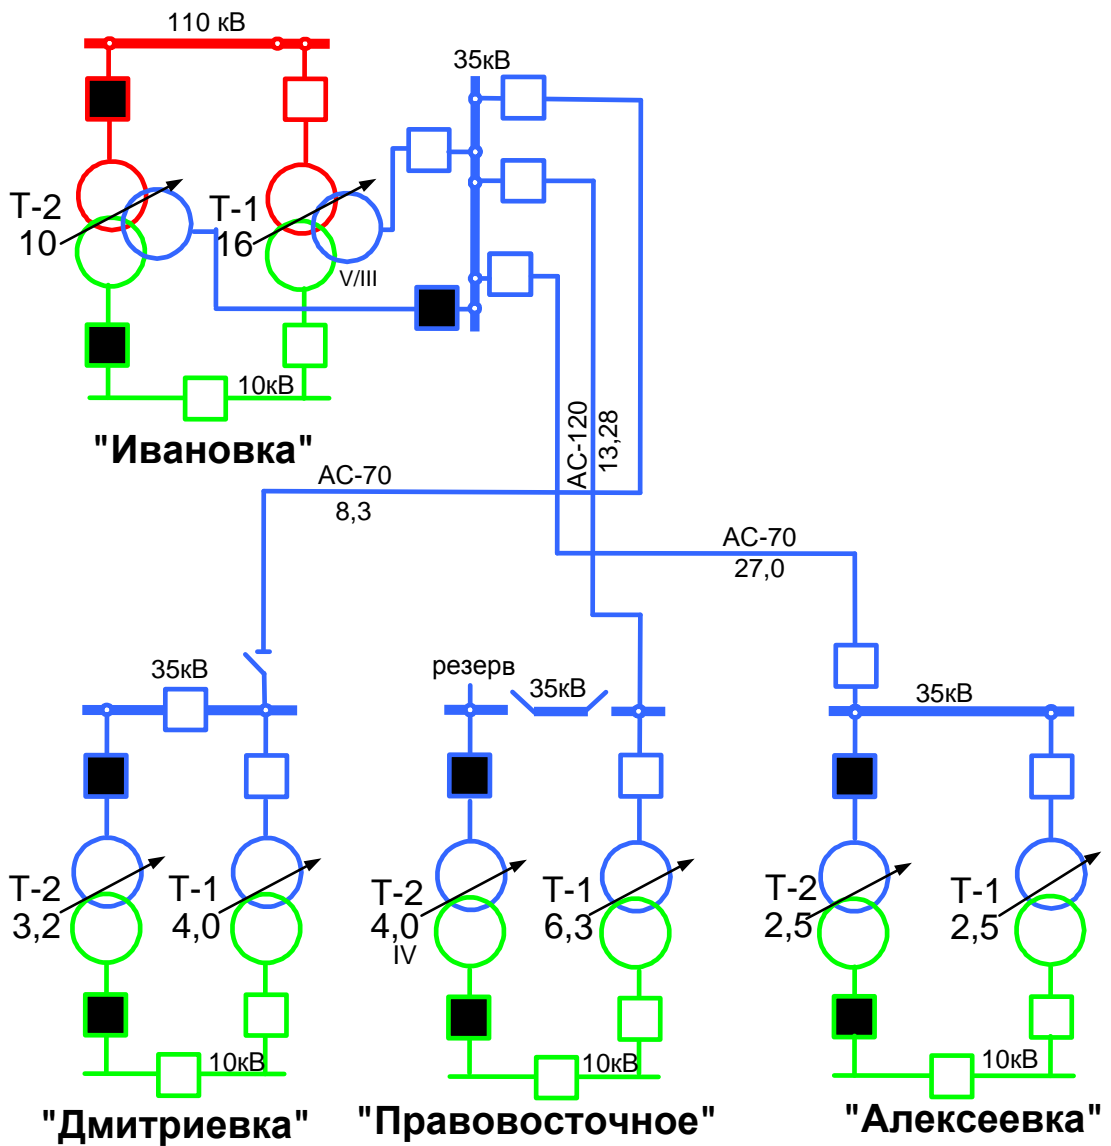 110 кВ
35кВ
Т-2
10
Т-1
16
V/III
10кВ
"Ивановка"
АС-120
13,28
АС-70
8,3
АС-70
27,0
35кВ
резерв
35кВ
35кВ
Т-2
3,2
Т-1
4,0
Т-2
4,0
IV
Т-1
6,3
Т-2
2,5
Т-1
2,5
10кВ
10кВ
10кВ
"Дмитриевка"
"Правовосточное"
"Алексеевка"